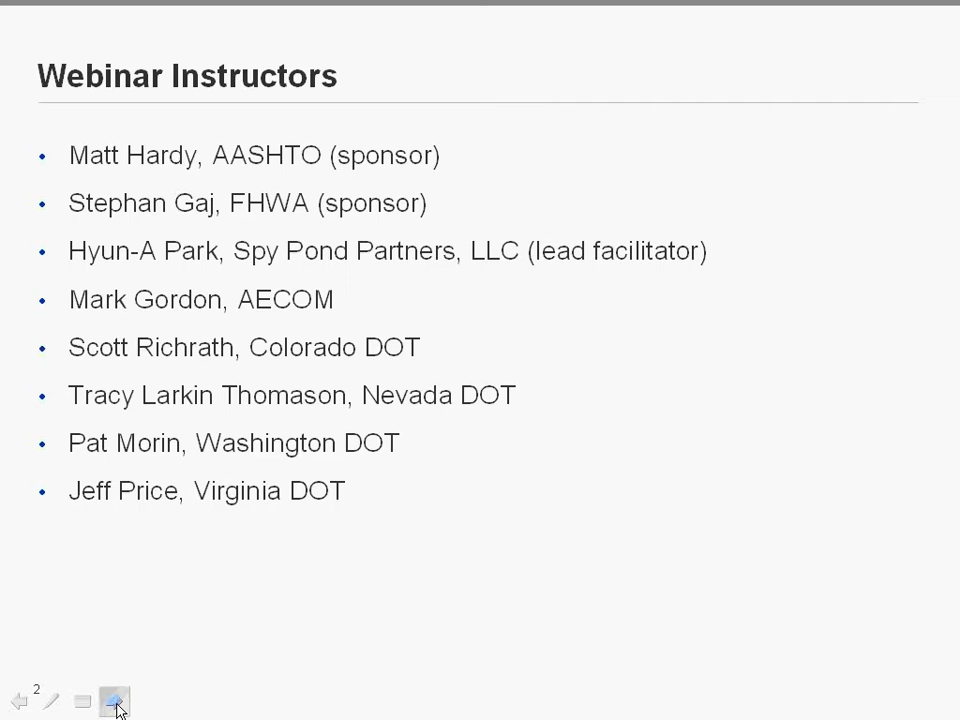 Webinar Instructors
• Matt Hardy, AASHTO (sponsor)
• Stephan Gaj, FHWA (sponsor)
• Hyun-A Park, Spy Pond Partners, LLC (lead facilitator)
• Mark Gordon, AECOM
• Scott Richrath, Colorado DOT
• Tracy Larkin Thomason, Nevada DOT
• Pat Morin, Washington DOT
• Jeff Price, Virginia DOT
2